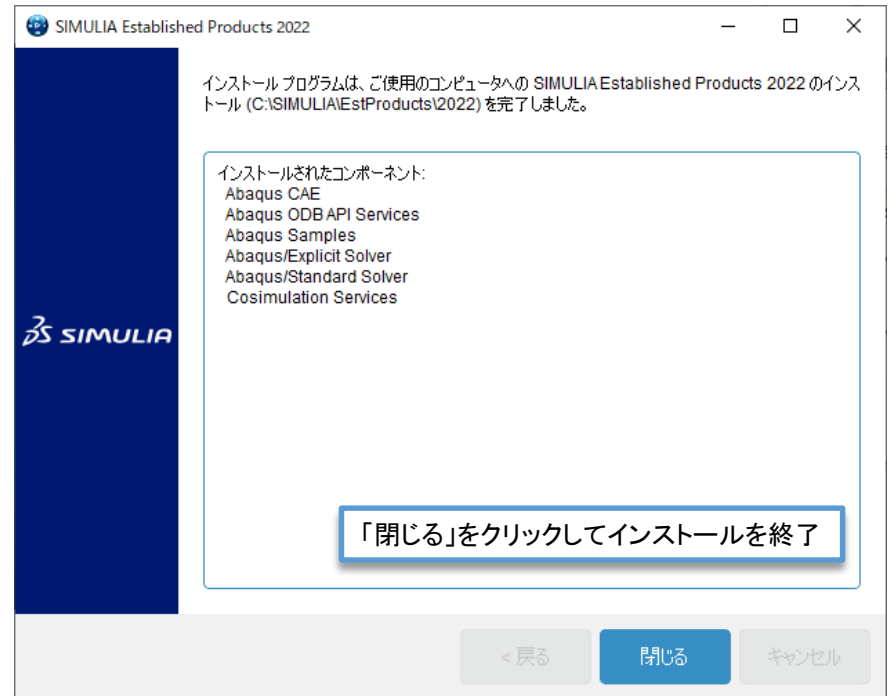 SIMULIA Established Products 2022
インストール プログラムは、ご使用のコンピュータへの SIMULIA Established Products 2022 のインス
トール (C:\SIMULIA\EstProducts\2022) を完了しました。
インストールされたコンポーネント:
Abaqus CAE
Abaqus ODB API Services
Abaqus Samples
Abaqus/Explicit Solver
Abaqus/Standard Solver
Cosimulation Services
SIMULIA
「閉じる」をクリックしてインストールを終了
< 戻る
閉じる
キャンセル